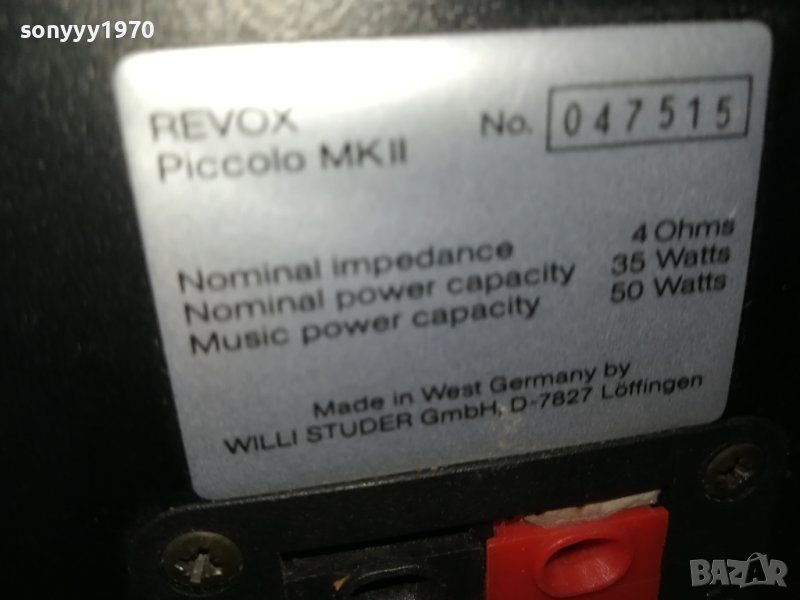 sonyyy1970
REVOX No. 047515
Piccolo MKII
Nominal impedance 4 Ohms
Nominal power capacity 35 Watts
Music power capacity 50 Watts
Made in West Germany by
WILLI STUDER GmbH, D-7827 Löffingen
BAZAR